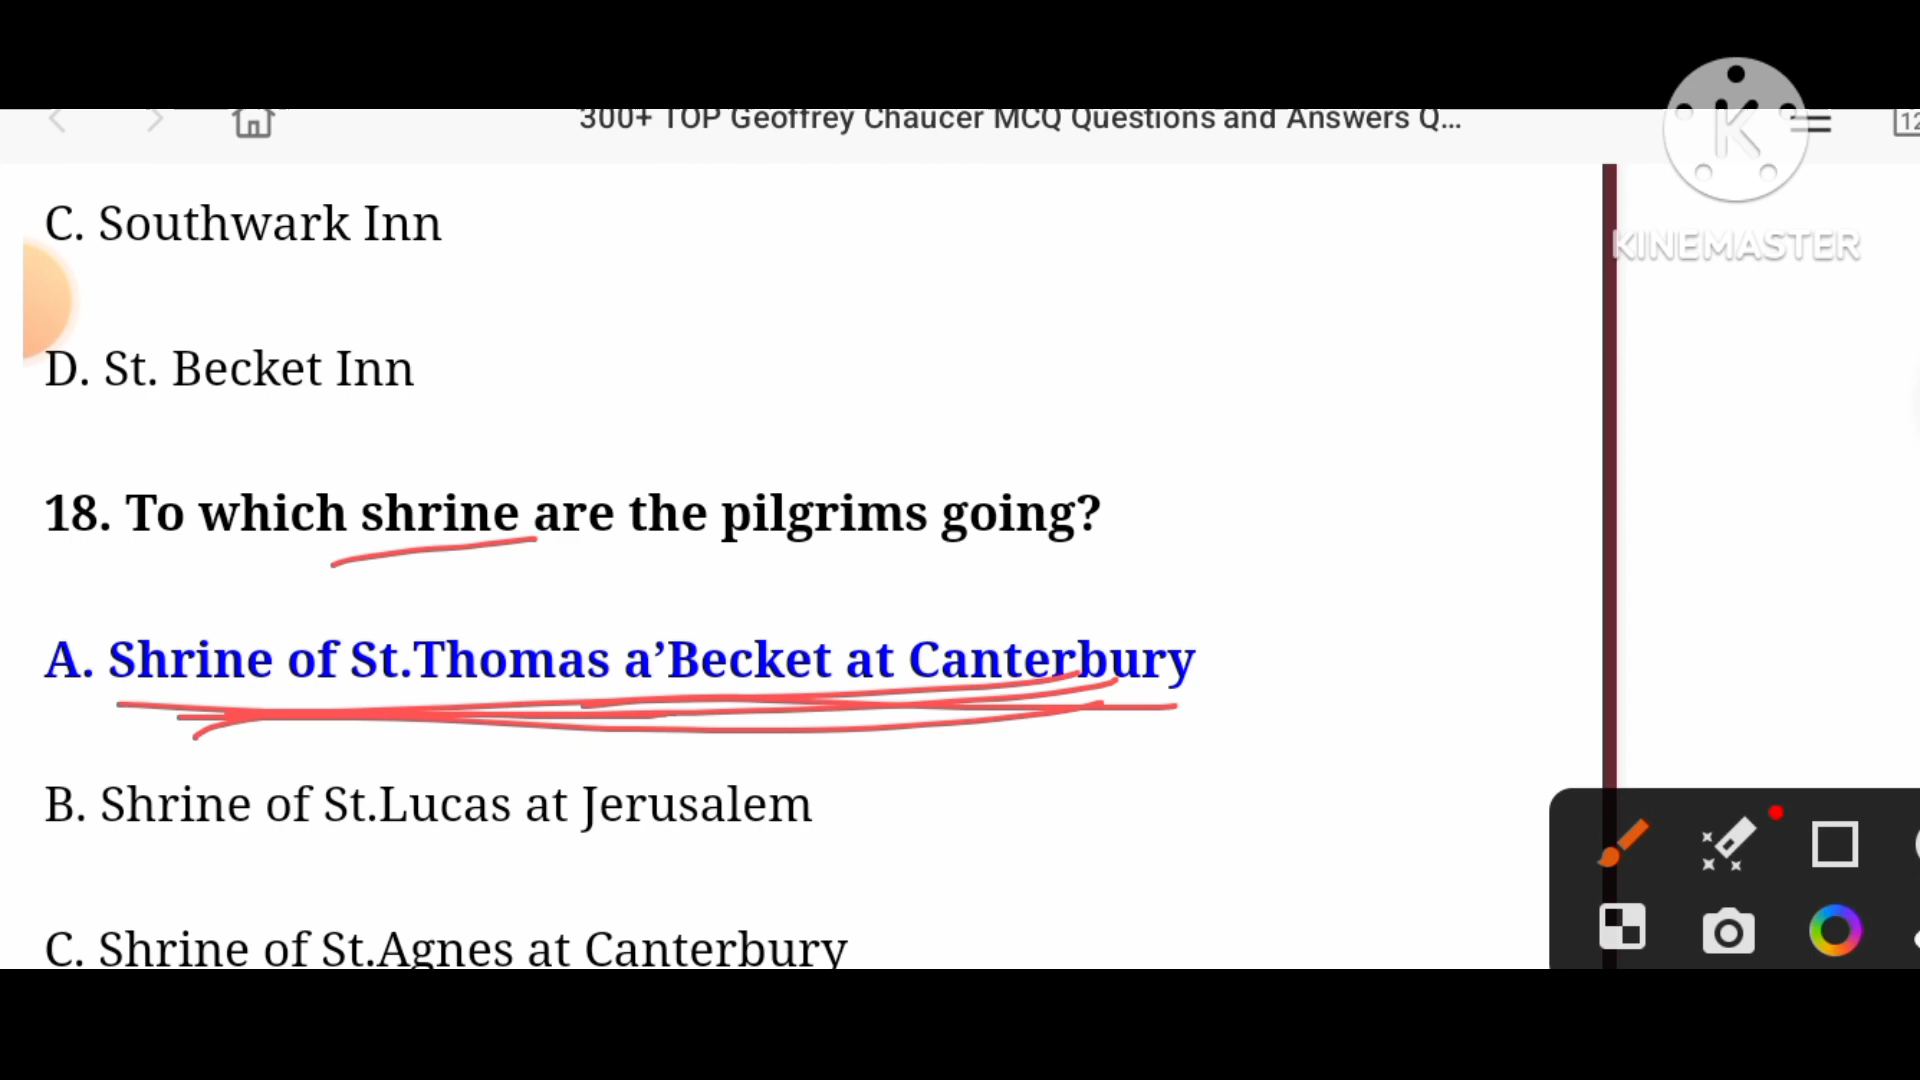 300+ TOP Geoffrey Chaucer MCQ Questions and Answers Q...
12
K
KINEMASTER
C. Southwark Inn
D. St. Becket Inn
18. To which shrine are the pilgrims going?
A. Shrine of St.Thomas a’Becket at Canterbury
B. Shrine of St.Lucas at Jerusalem
C. Shrine of St.Agnes at Canterbury